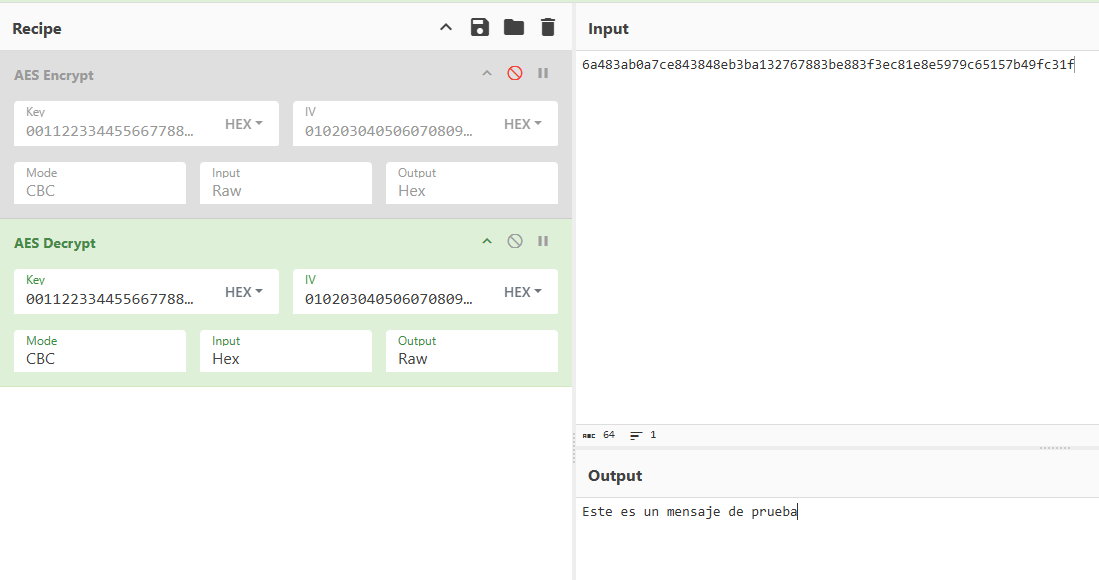 Recipe
AES Encrypt
Key
001122334455667788...
HEX
IV
010203040506070809...
HEX
Mode
CBC
Input
Raw
Output
Hex
AES Decrypt
Key
001122334455667788...
HEX
IV
010203040506070809...
HEX
Mode
CBC
Input
Hex
Output
Raw
Input
6a483ab0a7ce843848eb3ba132767883be883f3ec81e8e5979c65157b49fc31f
ABC 64 1
Output
Este es un mensaje de prueba